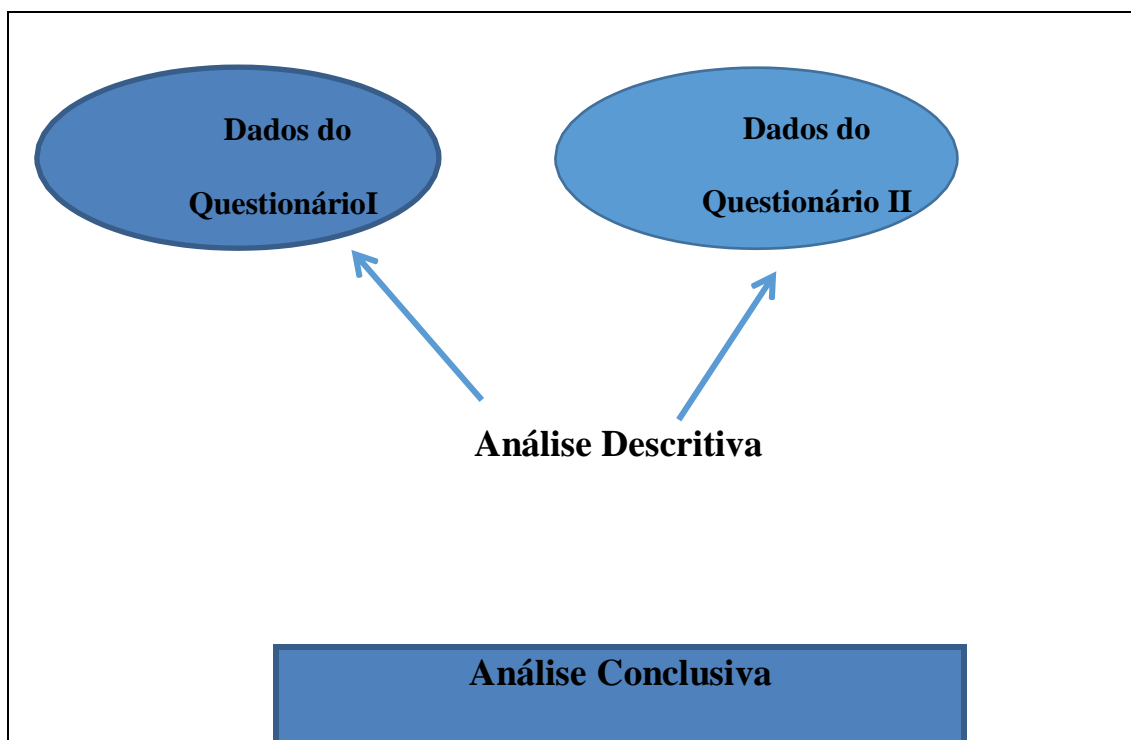 Dados do
QuestionárioI
Dados do
Questionário II
Análise Descritiva
Análise Conclusiva